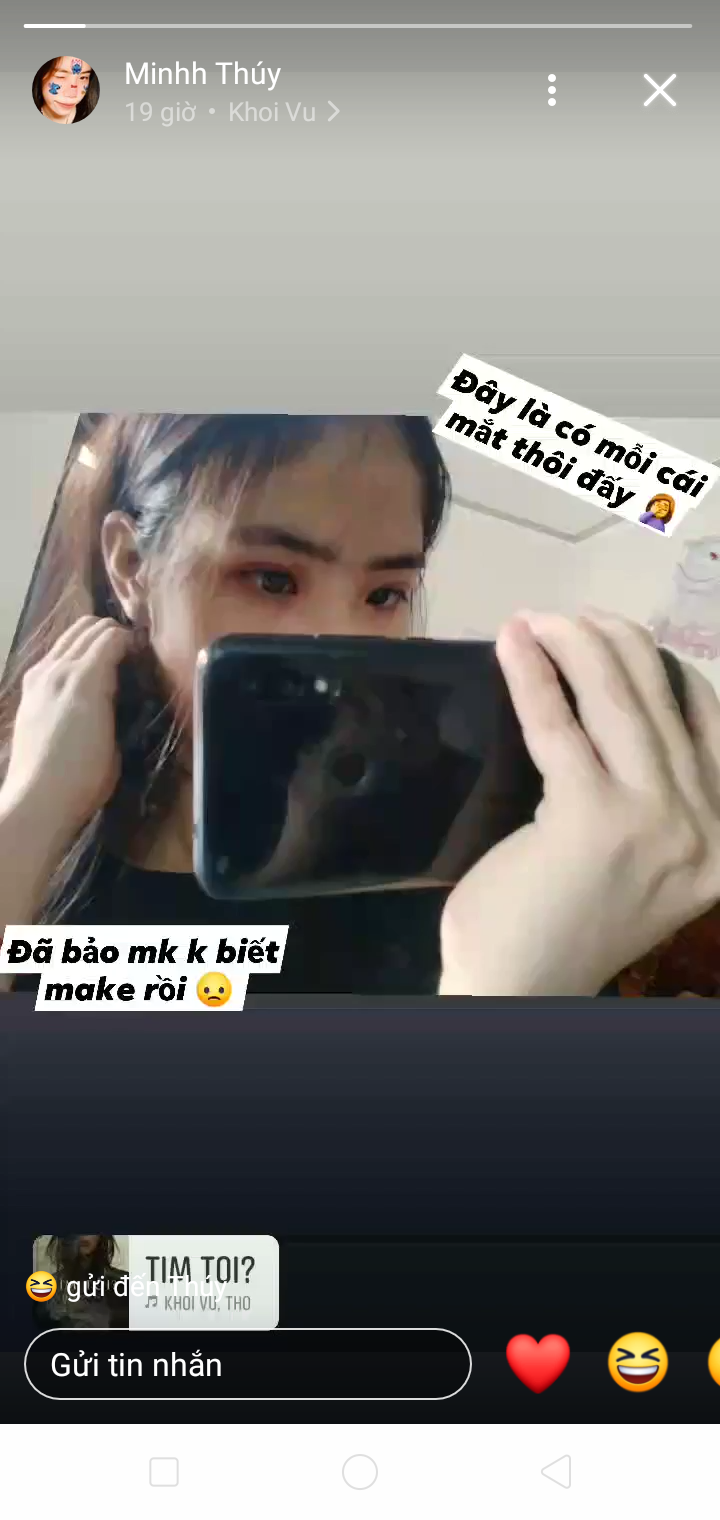 Minhh Thúy
19 giờ • Khoi Vu
Đây là có mỗi cái
mắt thôi đấy 🤦‍♀️
Đã bảo mk k biết
make rồi 😞
TIM TOI?
😆 gửi đến Thúy
KHOI VU, THO
Gửi tin nhắn